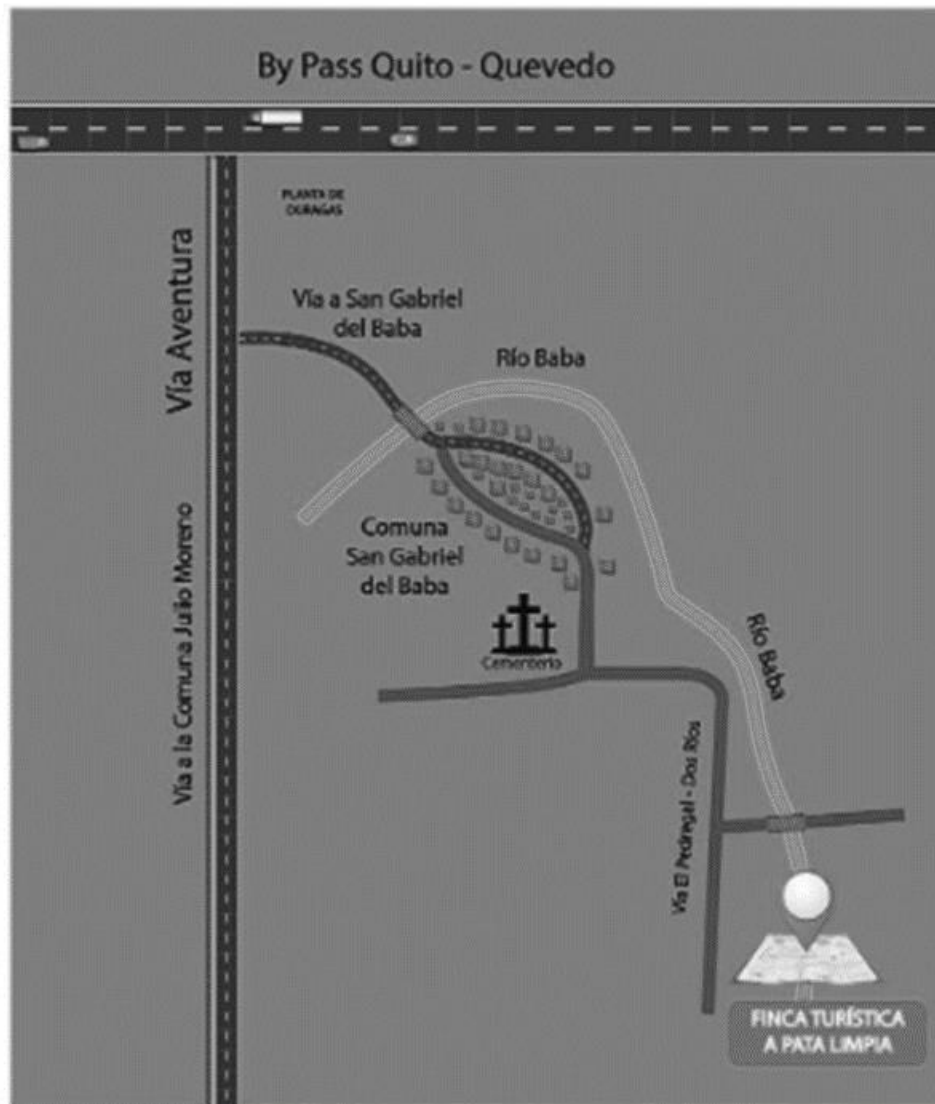 By Pass Quito - Quevedo
PLANTA DE
DURAGAS
Vía Aventura
Vía a San Gabriel
del Baba
Río Baba
Comuna
San Gabriel
del Baba
Vía a la Comuna Julio Moreno
Cementerio
Río Baba
Vía El Pedregal - Dos Ríos
FINCA TURÍSTICA
A PATA LIMPIA